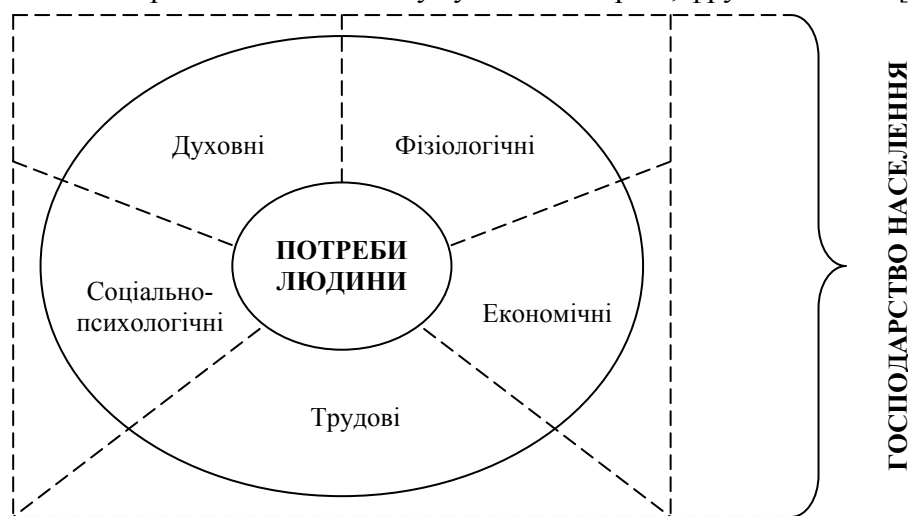 Духовні
Фізіологічні
ПОТРЕБИ
ЛЮДИНИ
Соціально-
психологічні
Економічні
Трудові
ГОСПОДАРСТВО НАСЕЛЕННЯ